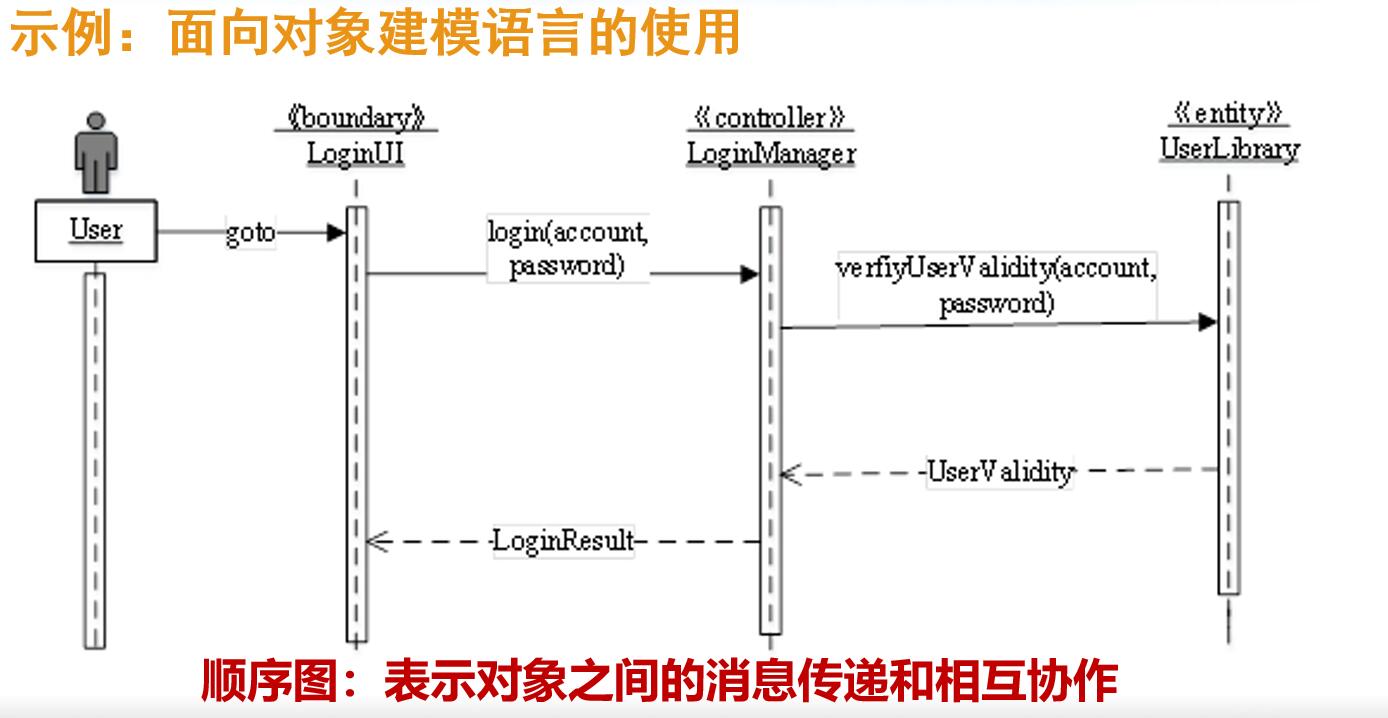 示例：面向对象建模语言的使用
《boundary》
LoginUI
《controller》
LoginManager
《entity》
UserLibrary
User
goto
login(account,
password)
verfiyUserValidity(account,
password)
UserValidity
LoginResult
顺序图：表示对象之间的消息传递和相互协作